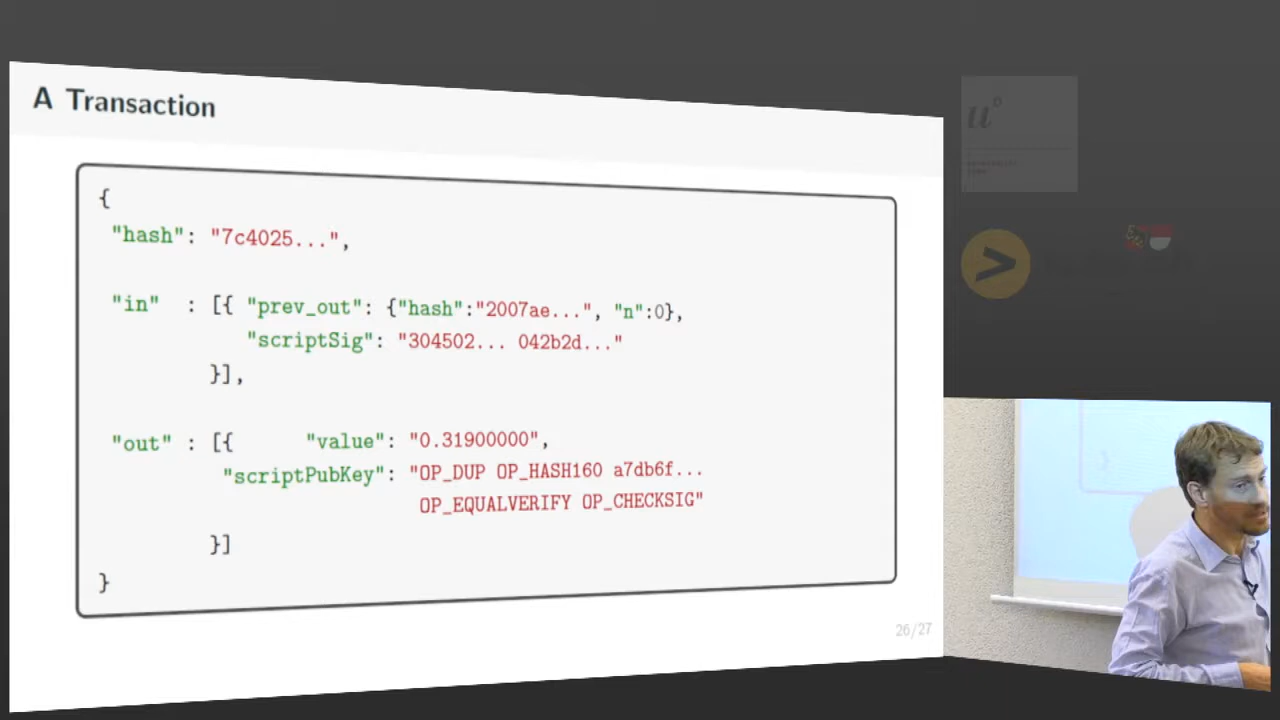 A Transaction
{
"hash": "7c4025...",
"in" : [{ "prev_out": {"hash":"2007ae...", "n":0},
"scriptSig": "304502... 042b2d..."
}],
"out" : [{ "value": "0.31900000",
"scriptPubKey": "OP_DUP OP_HASH160 a7db6f...
OP_EQUALVERIFY OP_CHECKSIG"
}]
}
26/27
u
b